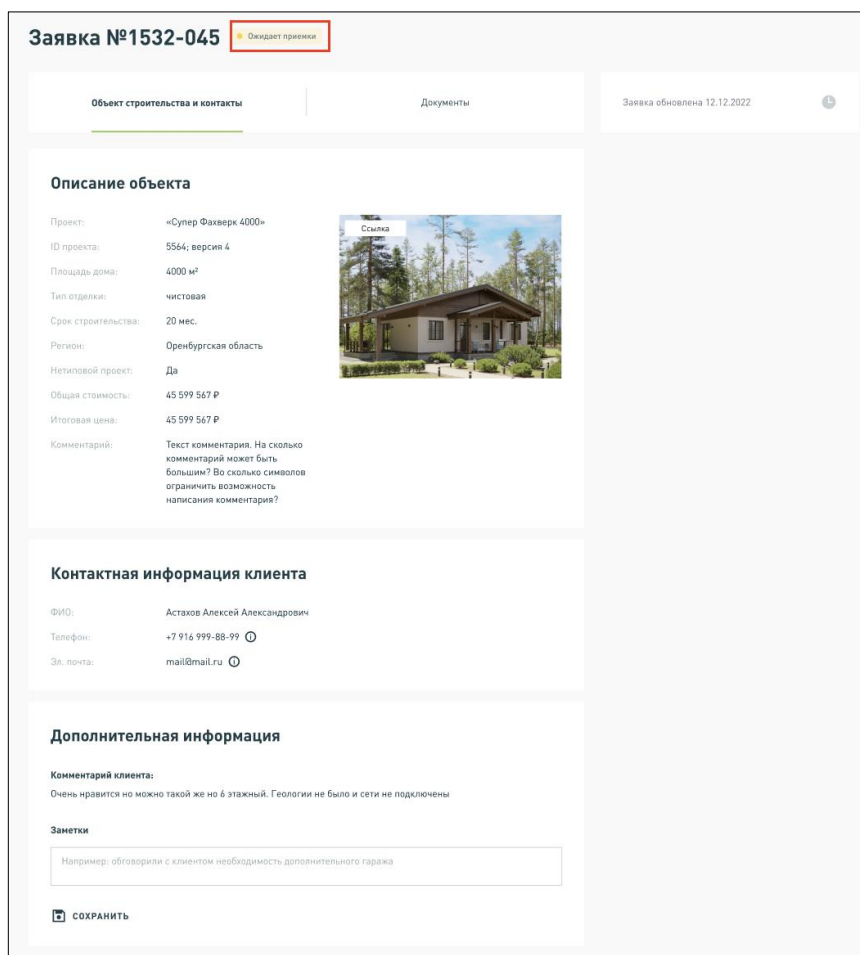 Заявка №1532-045
Ожидает приемки
Объект строительства и контакты
Документы
Заявка обновлена 12.12.2022
Описание объекта
Проект: «Супер Фахверк 4000»
ID проекта: 5564; версия 4
Площадь дома: 4000 м²
Тип отделки: чистовая
Срок строительства: 20 мес.
Регион: Оренбургская область
Нетиповой проект: Да
Общая стоимость: 45 599 567 ₽
Итоговая цена: 45 599 567 ₽
Комментарий: Текст комментария. На сколько
комментарий может быть
большим? Во сколько символов
ограничить возможность
написания комментария?
Ссылка
Контактная информация клиента
ФИО: Астахов Алексей Александрович
Телефон: +7 916 999-88-99
Эл. почта: mail@mail.ru
Дополнительная информация
Комментарий клиента:
Очень нравится но можно такой же но 6 этажный. Геологии не было и сети не подключены
Заметки
Например: обговорили с клиентом необходимость дополнительного гаража
СОХРАНИТЬ